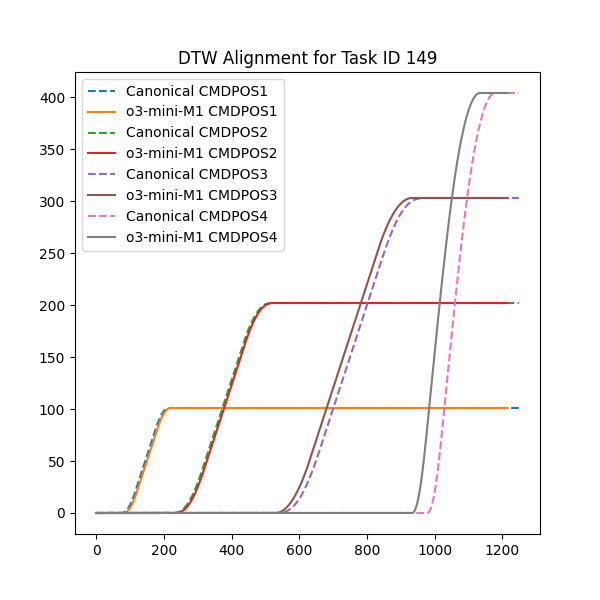 DTW Alignment for Task ID 149
Canonical CMDPOS1
o3-mini-M1 CMDPOS1
Canonical CMDPOS2
o3-mini-M1 CMDPOS2
Canonical CMDPOS3
o3-mini-M1 CMDPOS3
Canonical CMDPOS4
o3-mini-M1 CMDPOS4
400
350
300
250
200
150
100
50
0
0 200 400 600 800 1000 1200